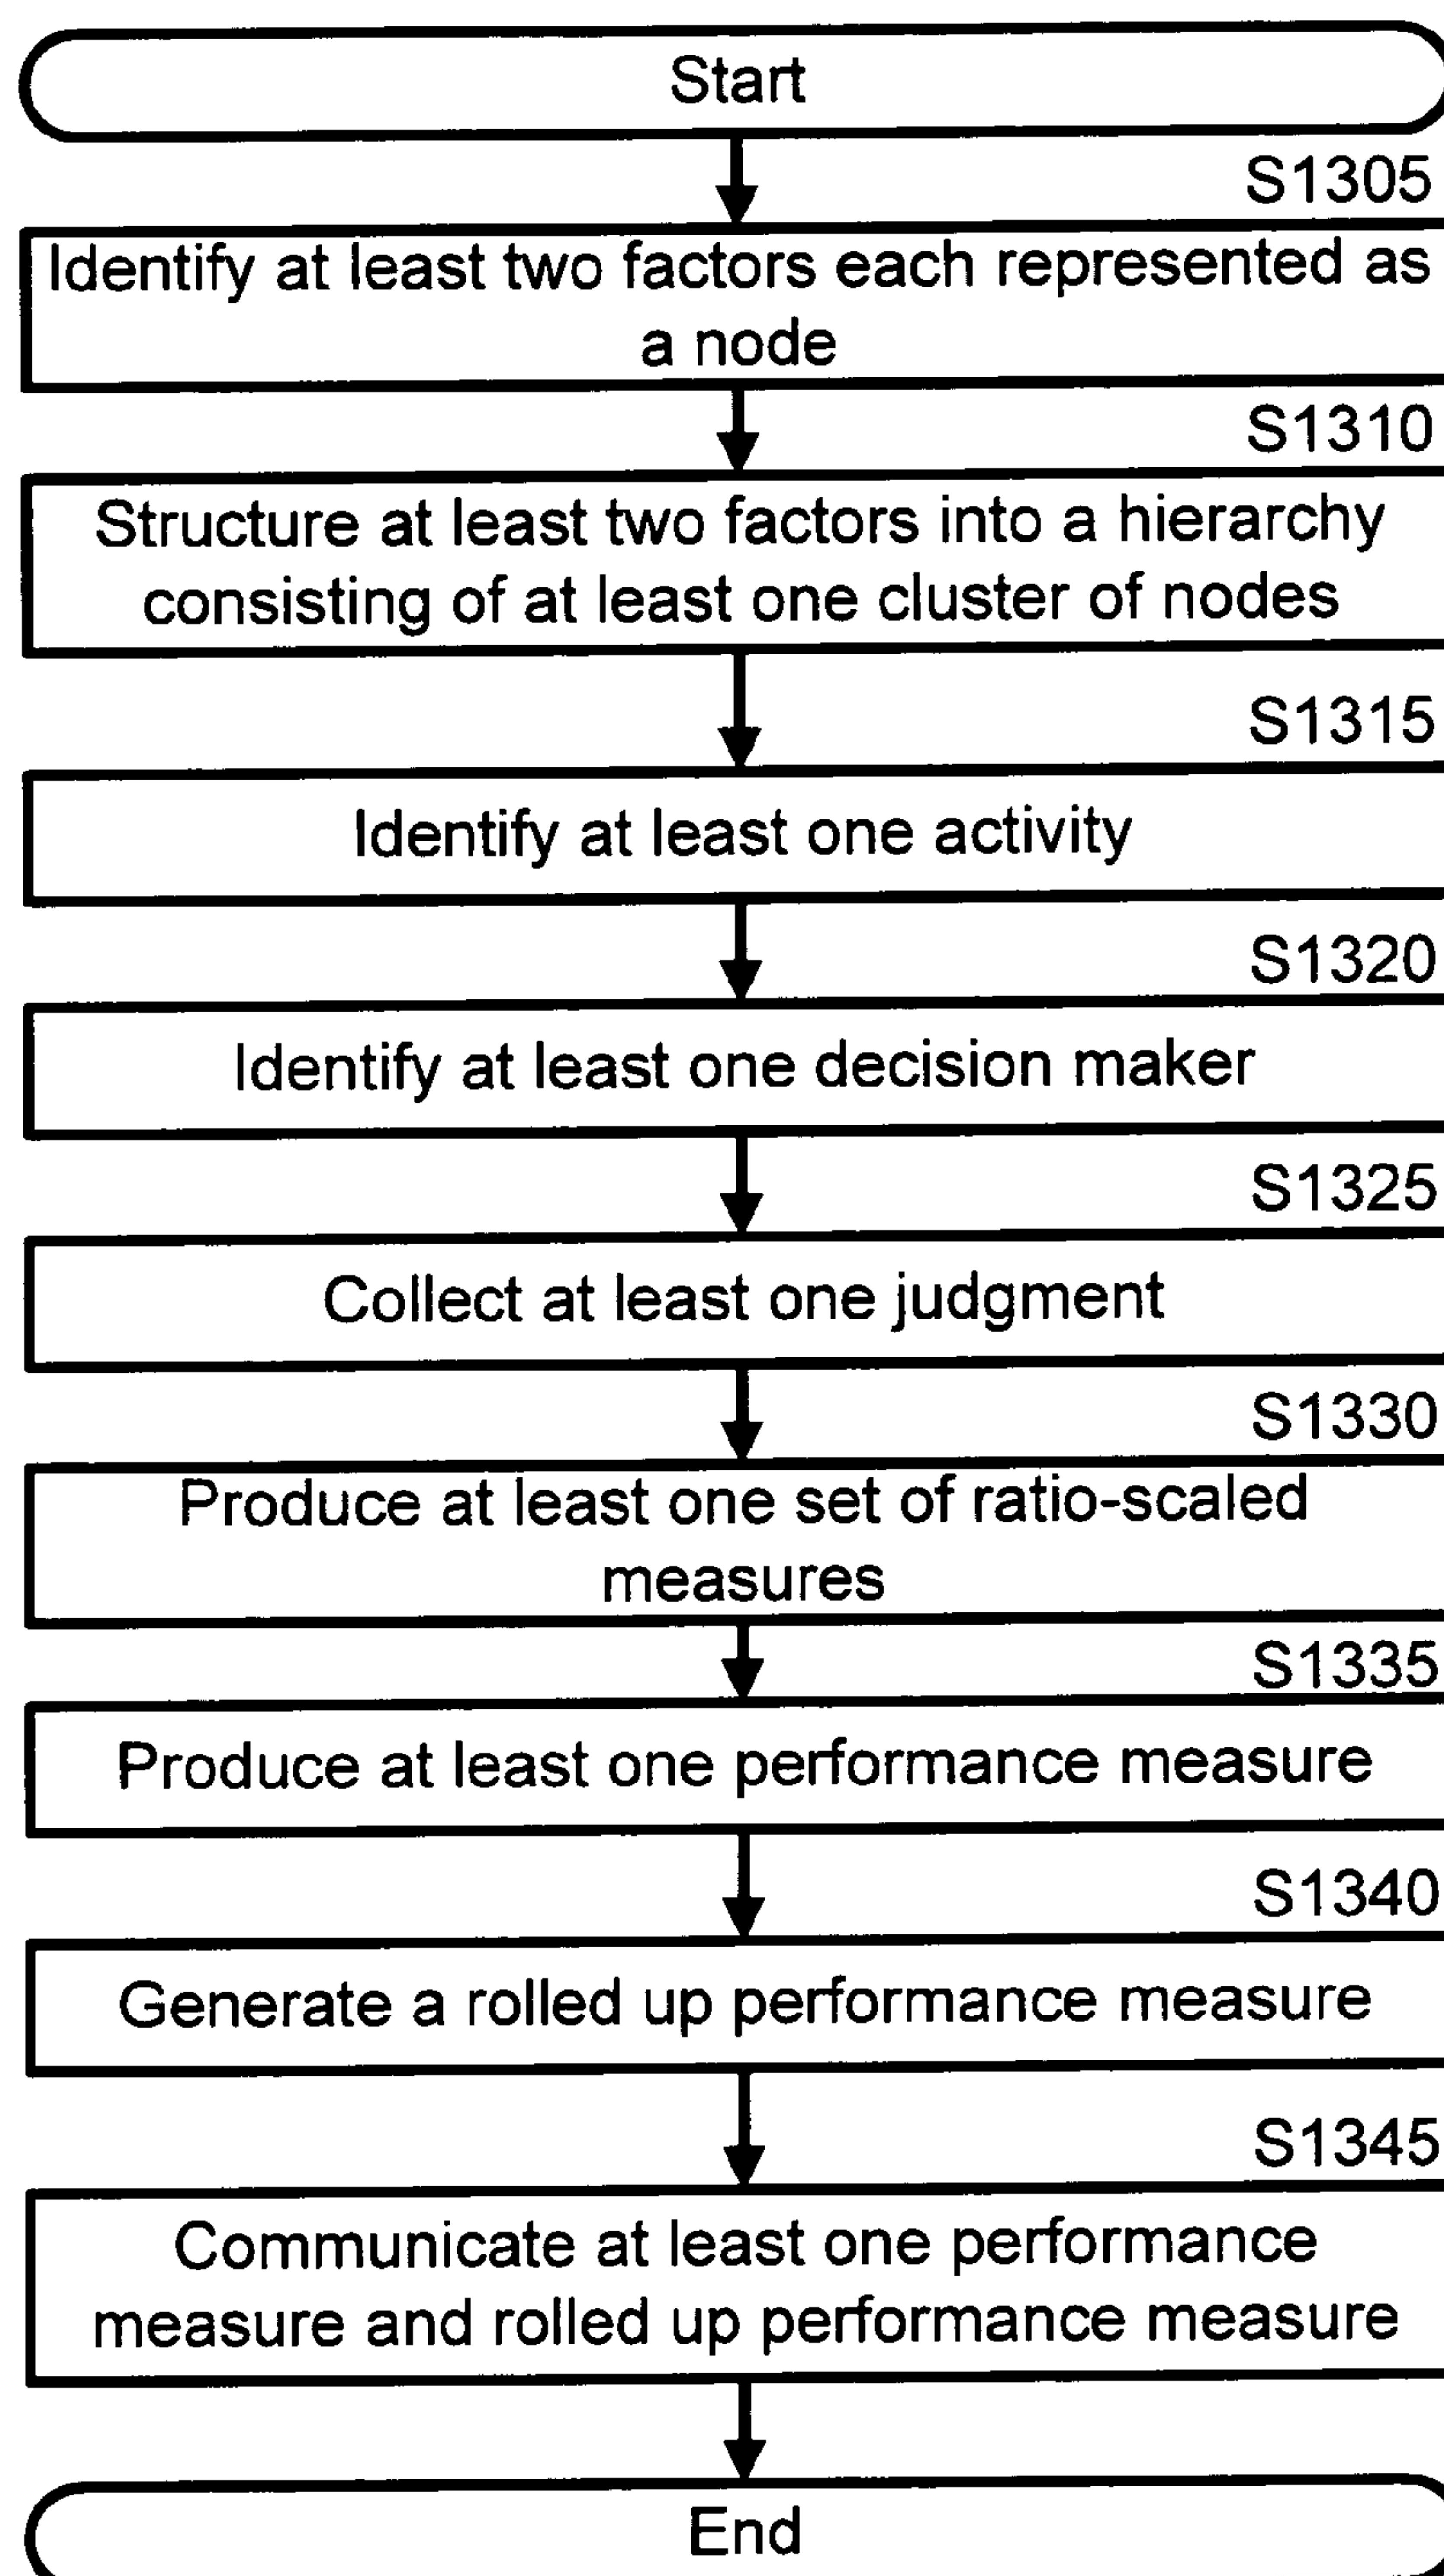 Start
S1305
Identify at least two factors each represented as
a node
S1310
Structure at least two factors into a hierarchy
consisting of at least one cluster of nodes
S1315
Identify at least one activity
S1320
Identify at least one decision maker
S1325
Collect at least one judgment
S1330
Produce at least one set of ratio-scaled
measures
S1335
Produce at least one performance measure
S1340
Generate a rolled up performance measure
S1345
Communicate at least one performance
measure and rolled up performance measure
End